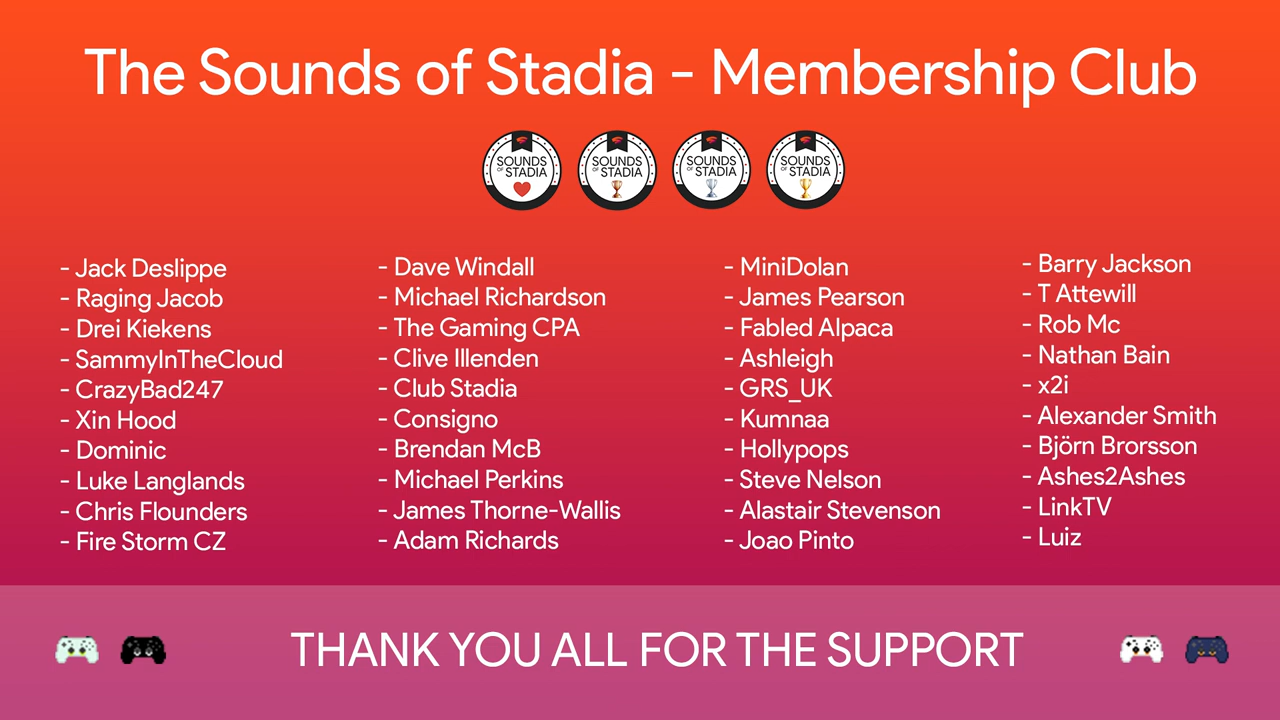 The Sounds of Stadia - Membership Club
SOUNDS
OF STADIA
SOUNDS
OF STADIA
SOUNDS
OF STADIA
SOUNDS
OF STADIA
- Jack Deslippe
- Raging Jacob
- Drei Kiekens
- SammyInTheCloud
- CrazyBad247
- Xin Hood
- Dominic
- Luke Langlands
- Chris Flounders
- Fire Storm CZ
- Dave Windall
- Michael Richardson
- The Gaming CPA
- Clive Illenden
- Club Stadia
- Consigno
- Brendan McB
- Michael Perkins
- James Thorne-Wallis
- Adam Richards
- MiniDolan
- James Pearson
- Fabled Alpaca
- Ashleigh
- GRS_UK
- Kumnaa
- Hollypops
- Steve Nelson
- Alastair Stevenson
- Joao Pinto
- Barry Jackson
- T Attewill
- Rob Mc
- Nathan Bain
- x2i
- Alexander Smith
- Björn Brorsson
- Ashes2Ashes
- LinkTV
- Luiz
THANK YOU ALL FOR THE SUPPORT